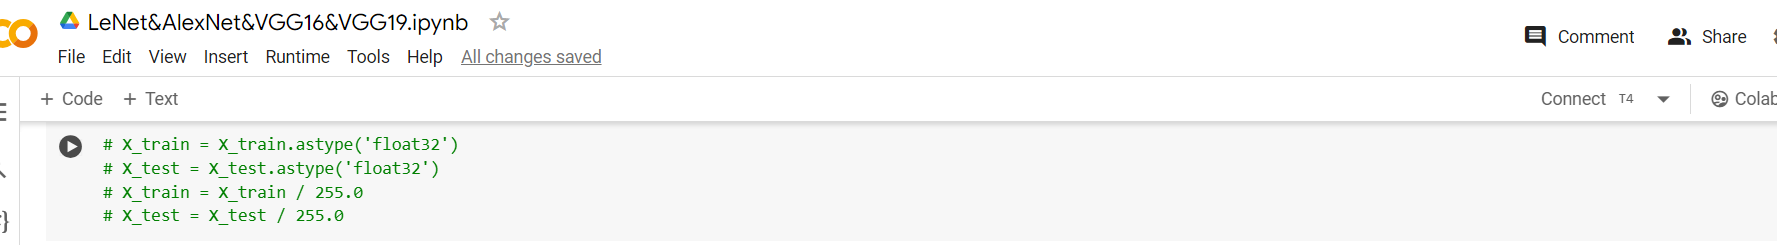 LeNet&AlexNet&VGG16&VGG19.ipynb
Comment
Share
File Edit View Insert Runtime Tools Help All changes saved
+ Code + Text
Connect T4
Colab
# X_train = X_train.astype('float32')
# X_test = X_test.astype('float32')
# X_train = X_train / 255.0
# X_test = X_test / 255.0